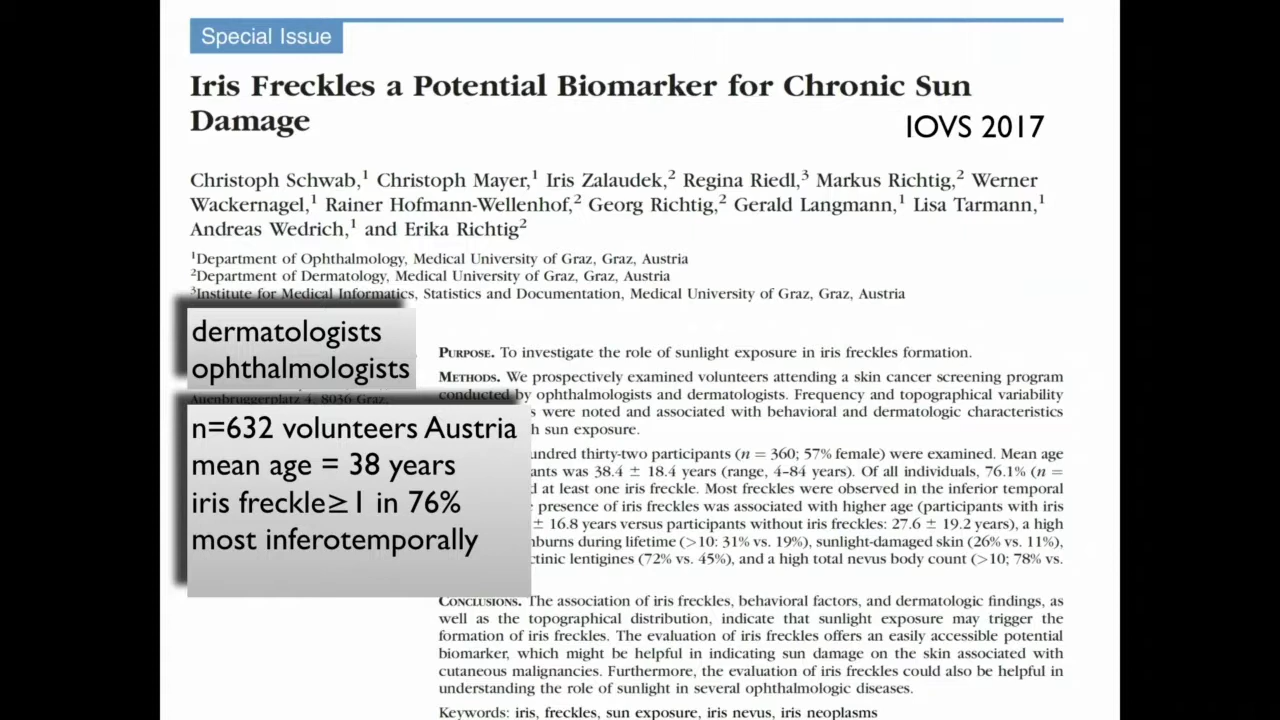 Special Issue
Iris Freckles a Potential Biomarker for Chronic Sun
Damage
IOVS 2017
Christoph Schwab,1 Christoph Mayer,1 Iris Zalaudek,2 Regina Riedl,3 Markus Richtig,2 Werner
Wackernagel,1 Rainer Hofmann-Wellenhof,2 Georg Richtig,2 Gerald Langmann,1 Lisa Tarmann,1
Andreas Wedrich,1 and Erika Richtig2
1Department of Ophthalmology, Medical University of Graz, Graz, Austria
2Department of Dermatology, Medical University of Graz, Graz, Austria
3Institute for Medical Informatics, Statistics and Documentation, Medical University of Graz, Graz, Austria
dermatologists
ophthalmologists
Auenbruggerplatz 4, 8036 Graz,
n=632 volunteers Austria
mean age = 38 years
iris freckle≥1 in 76%
most inferotemporally
PURPOSE. To investigate the role of sunlight exposure in iris freckles formation.
METHODS. We prospectively examined volunteers attending a skin cancer screening program
conducted by ophthalmologists and dermatologists. Frequency and topographical variability
were noted and associated with behavioral and dermatologic characteristics
sun exposure.
thirty-two participants (n = 360; 57% female) were examined. Mean age
was 38.4 ± 18.4 years (range, 4–84 years). Of all individuals, 76.1% (n =
at least one iris freckle. Most freckles were observed in the inferior temporal
presence of iris freckles was associated with higher age (participants with iris
± 16.8 years versus participants without iris freckles: 27.6 ± 19.2 years), a high
during lifetime (>10: 31% vs. 19%), sunlight-damaged skin (26% vs. 11%),
lentigines (72% vs. 45%), and a high total nevus body count (>10; 78% vs.
CONCLUSIONS. The association of iris freckles, behavioral factors, and dermatologic findings, as
well as the topographical distribution, indicate that sunlight exposure may trigger the
formation of iris freckles. The evaluation of iris freckles offers an easily accessible potential
biomarker, which might be helpful in indicating sun damage on the skin associated with
cutaneous malignancies. Furthermore, the evaluation of iris freckles could also be helpful in
understanding the role of sunlight in several ophthalmologic diseases.
Keywords: iris, freckles, sun exposure, iris nevus, iris neoplasms